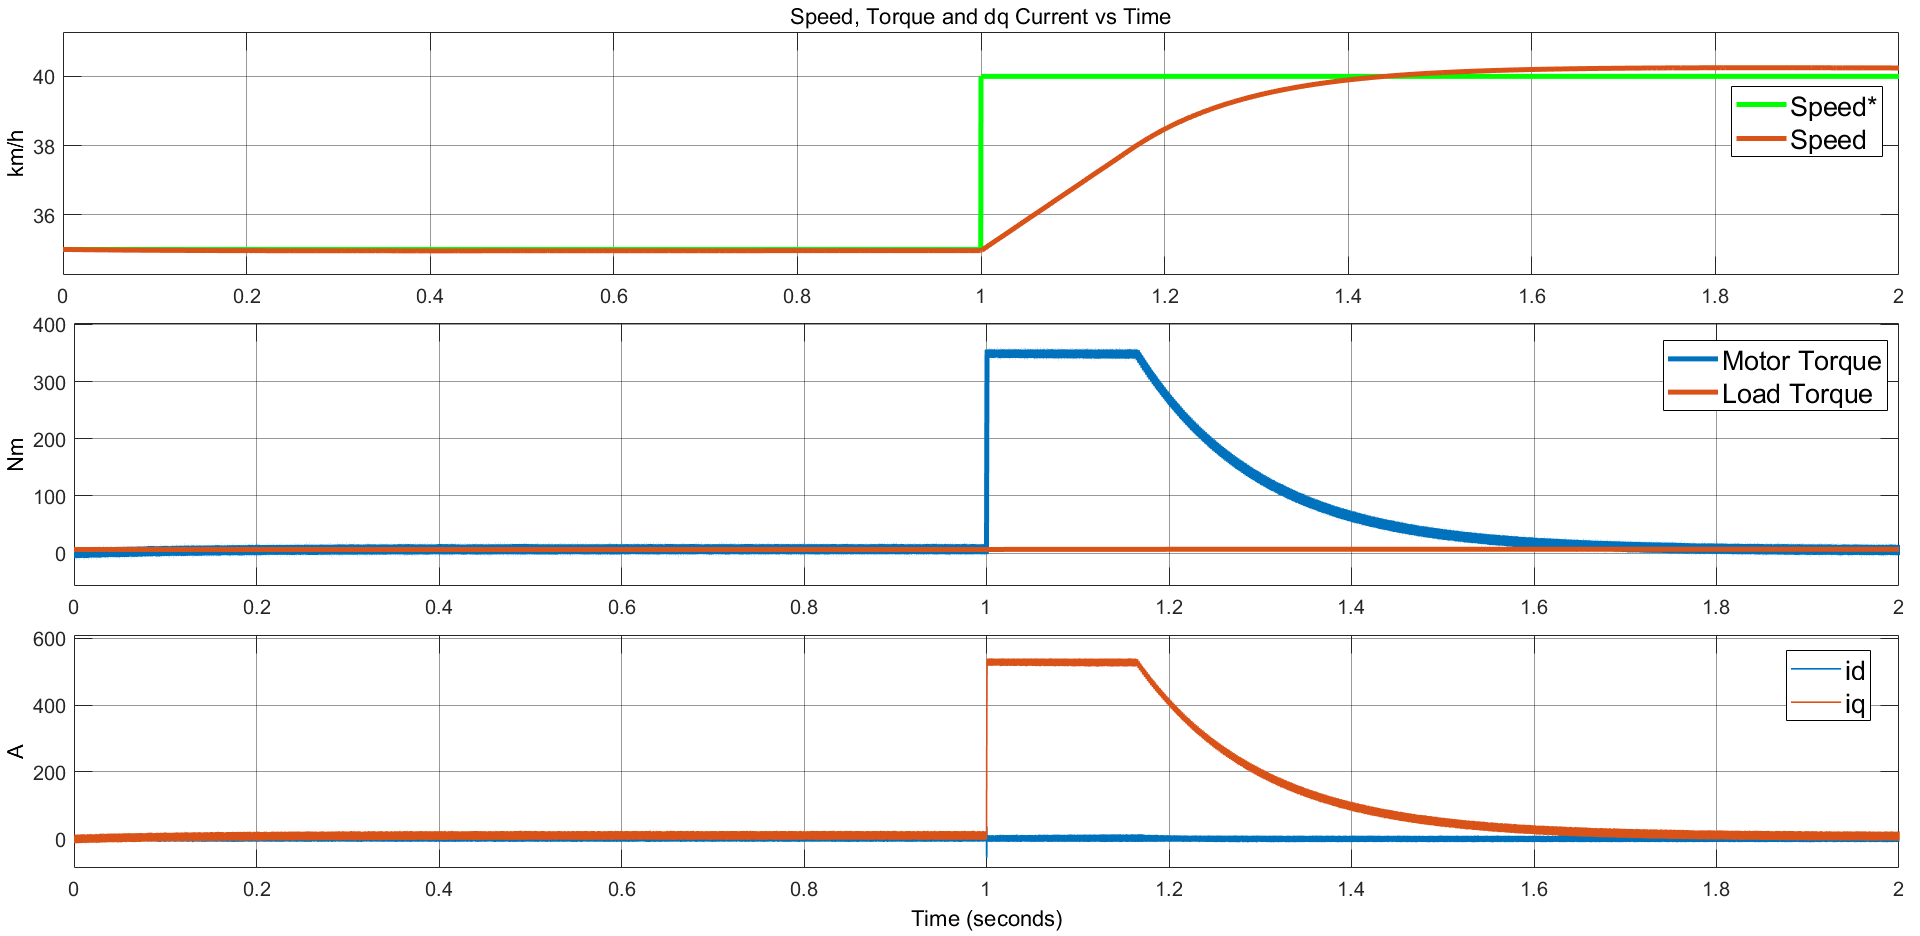 Speed, Torque and dq Current vs Time
km/h
40
38
36
Speed*
Speed
0 0.2 0.4 0.6 0.8 1 1.2 1.4 1.6 1.8 2
Nm
400
300
200
100
0
Motor Torque
Load Torque
0 0.2 0.4 0.6 0.8 1 1.2 1.4 1.6 1.8 2
A
600
400
200
0
id
iq
0 0.2 0.4 0.6 0.8 1 1.2 1.4 1.6 1.8 2
Time (seconds)